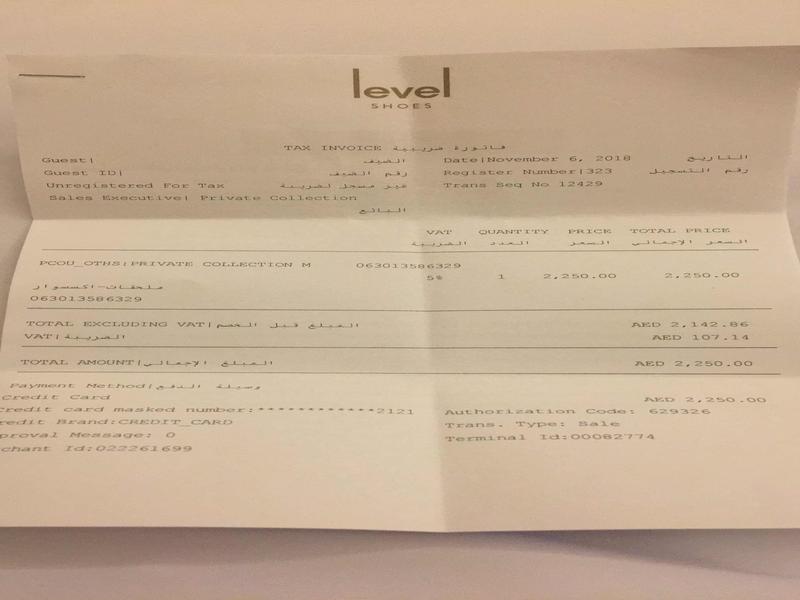 level
SHOES
TAX INVOICE فاتورة ضريبية
Guest| الضيف Date|November 6, 2018 التاريخ
Guest ID| رقم الضيف Register Number|323 رقم التسجيل
Unregistered For Tax غير مسجل لضريبة Trans Seq No 12429
Sales Executive| Private Collection
البائع
VAT QUANTITY PRICE TOTAL PRICE
الضريبة العدد السعر السعر الإجمالي
PCOU_OTHS|PRIVATE COLLECTION M 063013586329
5% 1 2,250.00 2,250.00
ملحقات-اكسسوار
063013586329
TOTAL EXCLUDING VAT|المبلغ قبل الخصم AED 2,142.86
VAT|الضريبة AED 107.14
TOTAL AMOUNT|المبلغ الإجمالي AED 2,250.00
Payment Method|وسيلة الدفع
Credit Card AED 2,250.00
Credit card masked number:************2121 Authorization Code: 629326
redit Brand:CREDIT_CARD Trans. Type: Sale
proval Message: 0 Terminal Id:00082774
chant Id:022261699